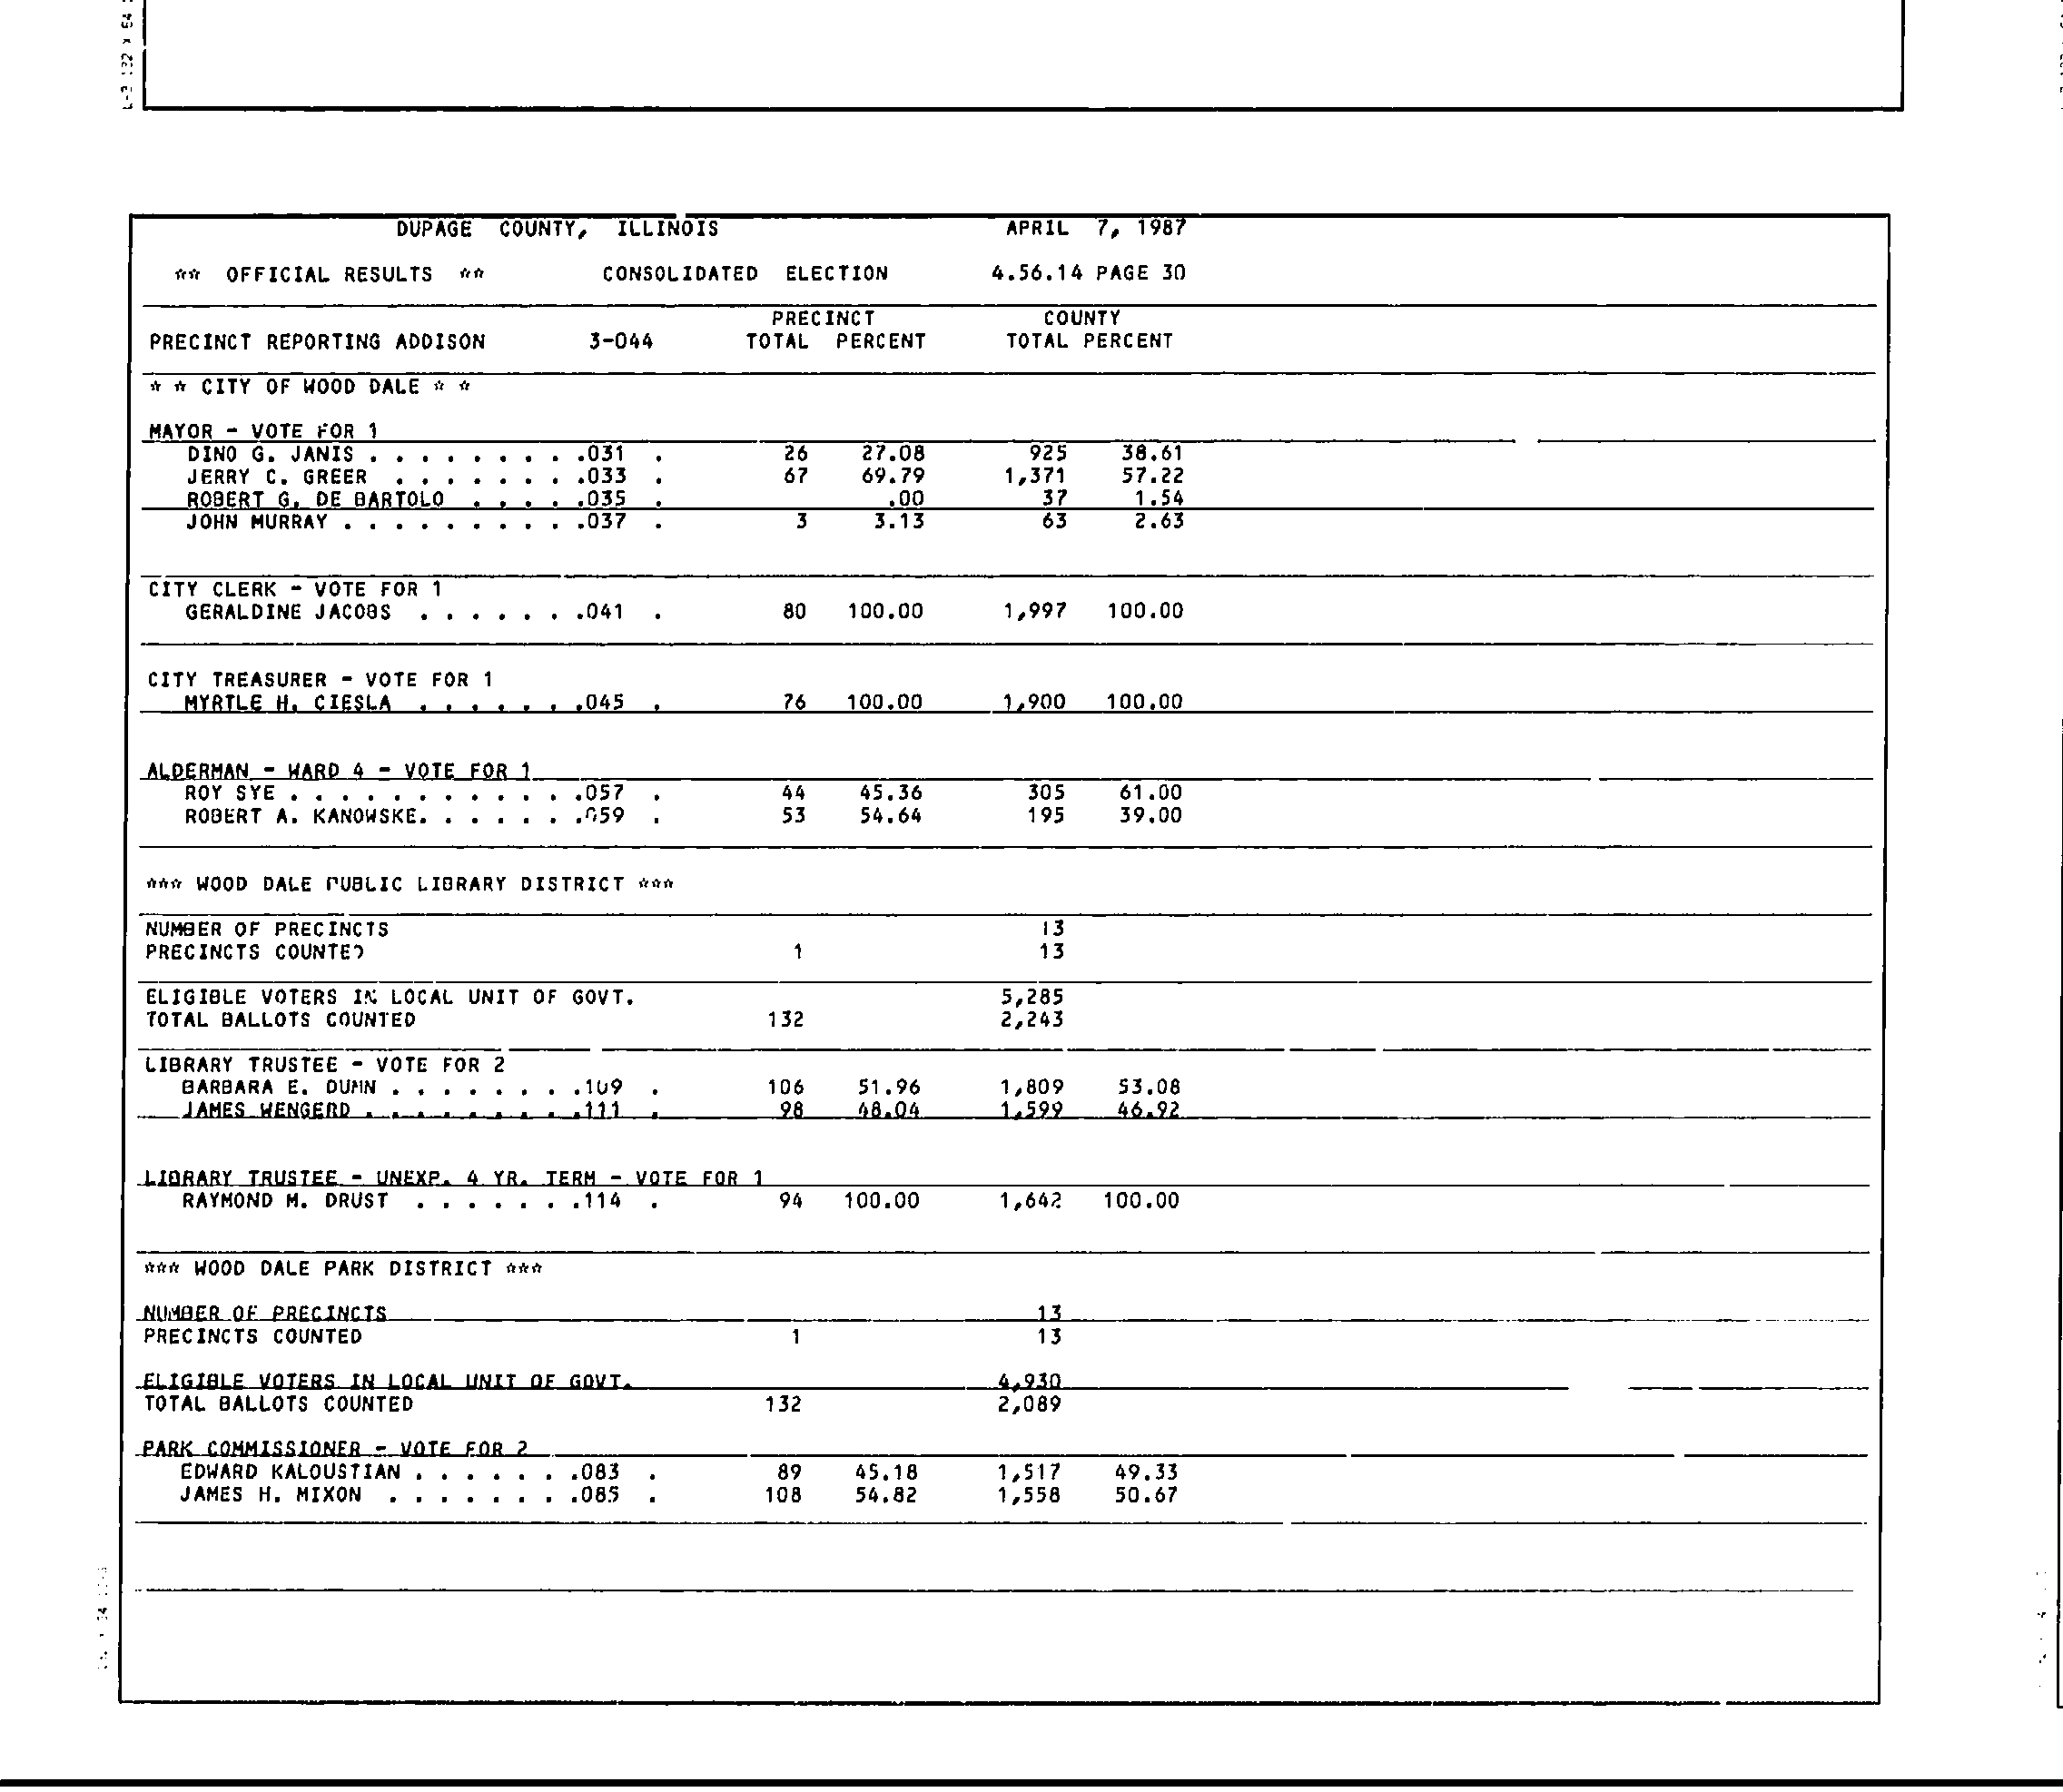 DUPAGE COUNTY, ILLINOIS APRIL 7, 1987
** OFFICIAL RESULTS ** CONSOLIDATED ELECTION 4.56.14 PAGE 30
PRECINCT COUNTY
PRECINCT REPORTING ADDISON 3-044 TOTAL PERCENT TOTAL PERCENT
* * CITY OF WOOD DALE * *
MAYOR - VOTE FOR 1
DINO G. JANIS . . . . . . . . .031 . 26 27.08 925 38.61
JERRY C. GREER . . . . . . . .033 . 67 69.79 1,371 57.22
ROBERT G. DE BARTOLO . . . . .035 . .00 37 1.54
JOHN MURRAY . . . . . . . . . .037 . 3 3.13 63 2.63
CITY CLERK - VOTE FOR 1
GERALDINE JACOBS . . . . . . .041 . 80 100.00 1,997 100.00
CITY TREASURER - VOTE FOR 1
MYRTLE H. CIESLA . . . . . . .045 . 76 100.00 1,900 100.00
ALDERMAN - WARD 4 - VOTE FOR 1
ROY SYE . . . . . . . . . . . .057 . 44 45.36 305 61.00
ROBERT A. KANOWSKE. . . . . . .059 . 53 54.64 195 39.00
*** WOOD DALE PUBLIC LIBRARY DISTRICT ***
NUMBER OF PRECINCTS 13
PRECINCTS COUNTED 1 13
ELIGIBLE VOTERS IN LOCAL UNIT OF GOVT. 5,285
TOTAL BALLOTS COUNTED 132 2,243
LIBRARY TRUSTEE - VOTE FOR 2
BARBARA E. DUNN . . . . . . . .109 . 106 51.96 1,809 53.08
JAMES WENGERD . . . . . . . . .111 . 98 48.04 1,599 46.92
LIBRARY TRUSTEE - UNEXP. 4 YR. TERM - VOTE FOR 1
RAYMOND M. DRUST . . . . . . .114 . 94 100.00 1,642 100.00
*** WOOD DALE PARK DISTRICT ***
NUMBER OF PRECINCTS 13
PRECINCTS COUNTED 1 13
ELIGIBLE VOTERS IN LOCAL UNIT OF GOVT. 4,930
TOTAL BALLOTS COUNTED 132 2,089
PARK COMMISSIONER - VOTE FOR 2
EDWARD KALOUSTIAN . . . . . . .083 . 89 45.18 1,517 49.33
JAMES H. MIXON . . . . . . . .085 . 108 54.82 1,558 50.67